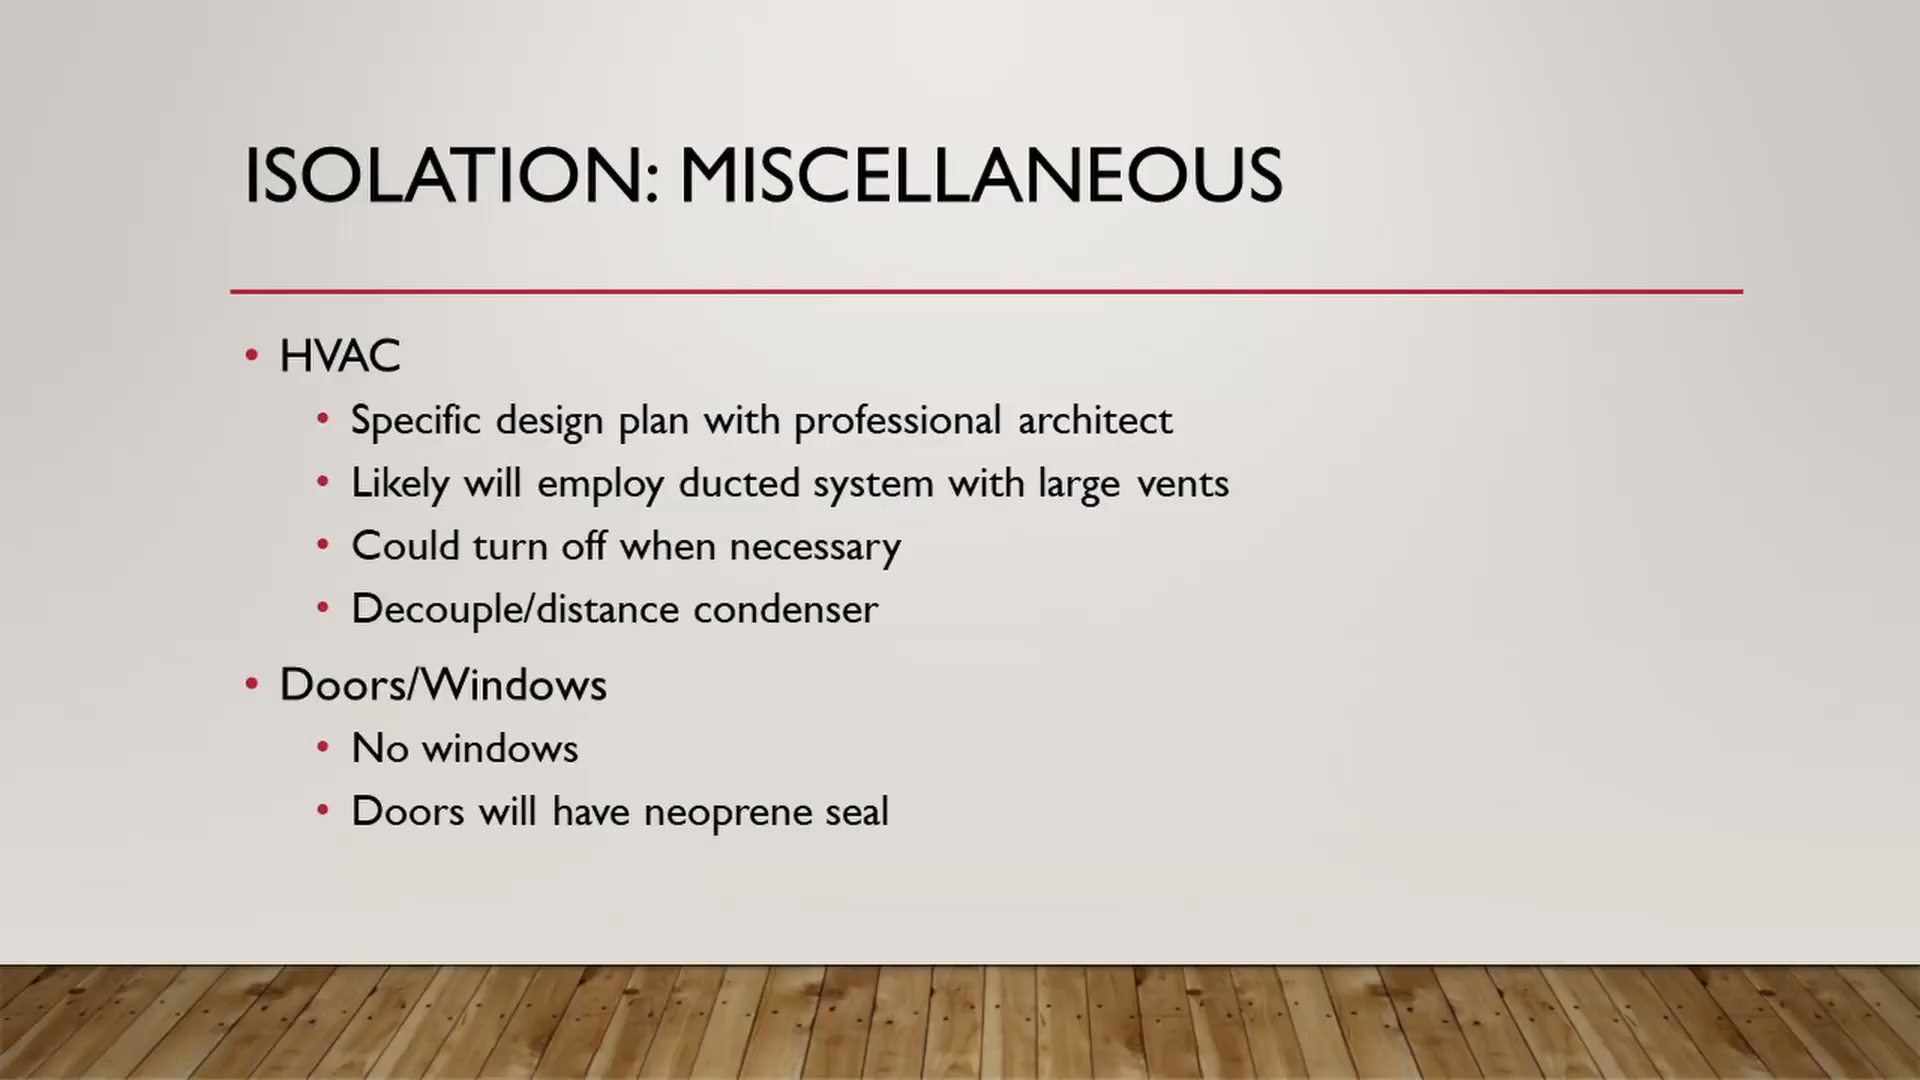 ISOLATION: MISCELLANEOUS
• HVAC
• Specific design plan with professional architect
• Likely will employ ducted system with large vents
• Could turn off when necessary
• Decouple/distance condenser
• Doors/Windows
• No windows
• Doors will have neoprene seal